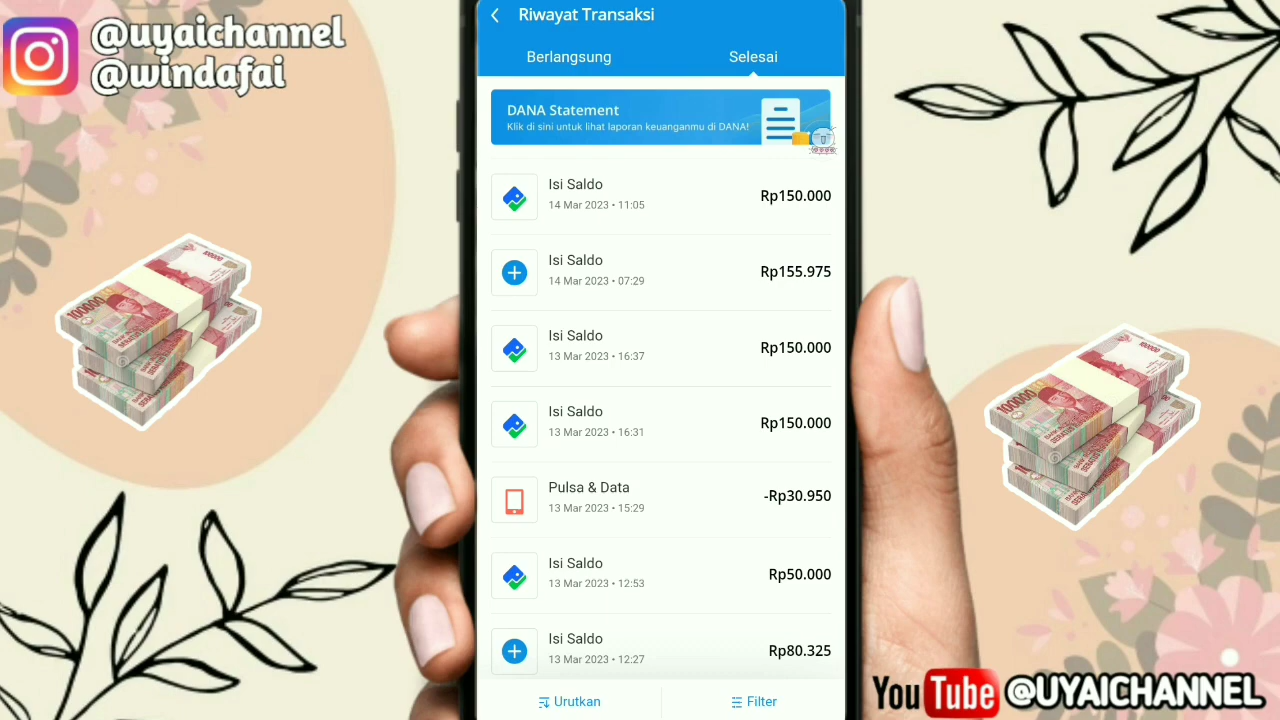 @uyaichannel
@windafai
Riwayat Transaksi
Berlangsung
Selesai
DANA Statement
Klik di sini untuk lihat laporan keuanganmu di DANA!
Isi Saldo
Rp150.000
14 Mar 2023 • 11:05
Isi Saldo
Rp155.975
14 Mar 2023 • 07:29
Isi Saldo
Rp150.000
13 Mar 2023 • 16:37
Isi Saldo
Rp150.000
13 Mar 2023 • 16:31
Pulsa & Data
-Rp30.950
13 Mar 2023 • 15:29
Isi Saldo
Rp50.000
13 Mar 2023 • 12:53
Isi Saldo
Rp80.325
13 Mar 2023 • 12:27
Urutkan
Filter
100000
100000
YouTube @UYAICHANNEL